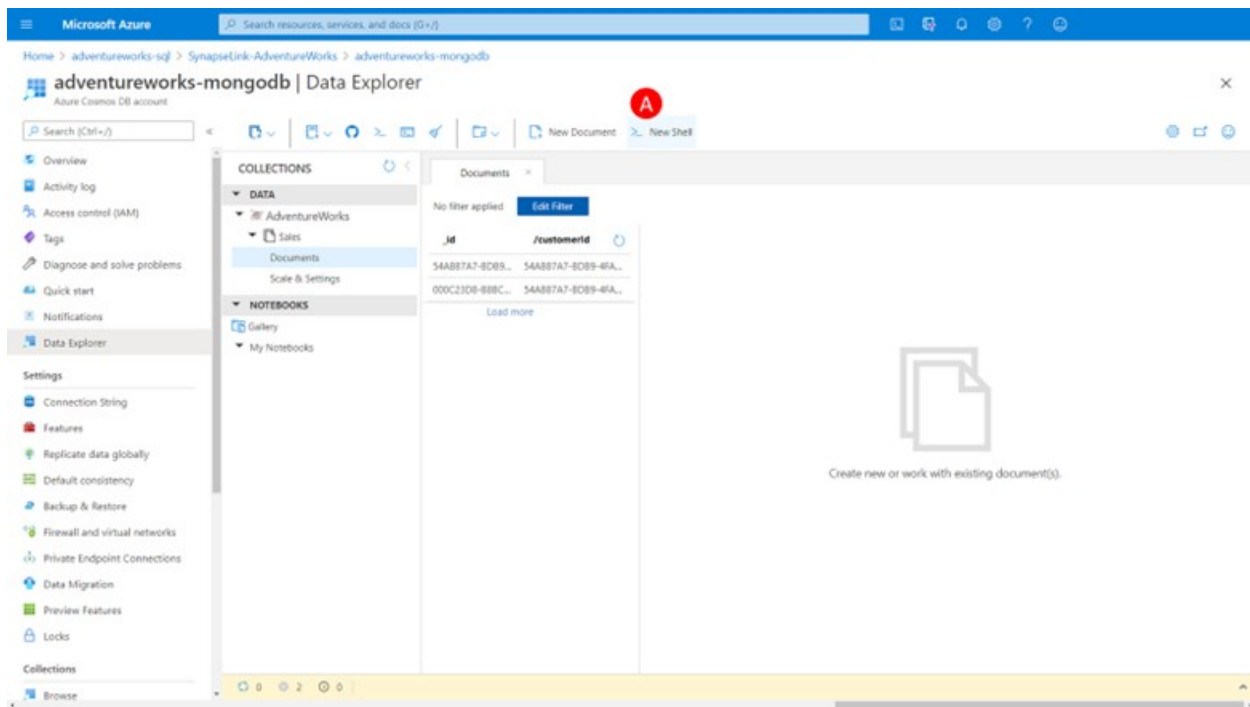 Microsoft Azure
Search resources, services, and docs (G+/)
Home > adventureworks-sql > SynapseLink-AdventureWorks > adventureworks-mongodb
adventureworks-mongodb | Data Explorer
Azure Cosmos DB account
A
Search (Ctrl+/)
New Document
New Shell
Overview
Activity log
Access control (IAM)
Tags
Diagnose and solve problems
Quick start
Notifications
Data Explorer
Settings
Connection String
Features
Replicate data globally
Default consistency
Backup & Restore
Firewall and virtual networks
Private Endpoint Connections
Data Migration
Preview Features
Locks
Collections
Browse
COLLECTIONS
DATA
AdventureWorks
Sales
Documents
Scale & Settings
NOTEBOOKS
Gallery
My Notebooks
Documents
No filter applied
Edit Filter
_id /customerId
54AB87A7-8DB9... 54AB87A7-8DB9-4FA...
000C23D8-B8BC... 54AB87A7-8DB9-4FA...
Load more
Create new or work with existing document(s).
0 2 0